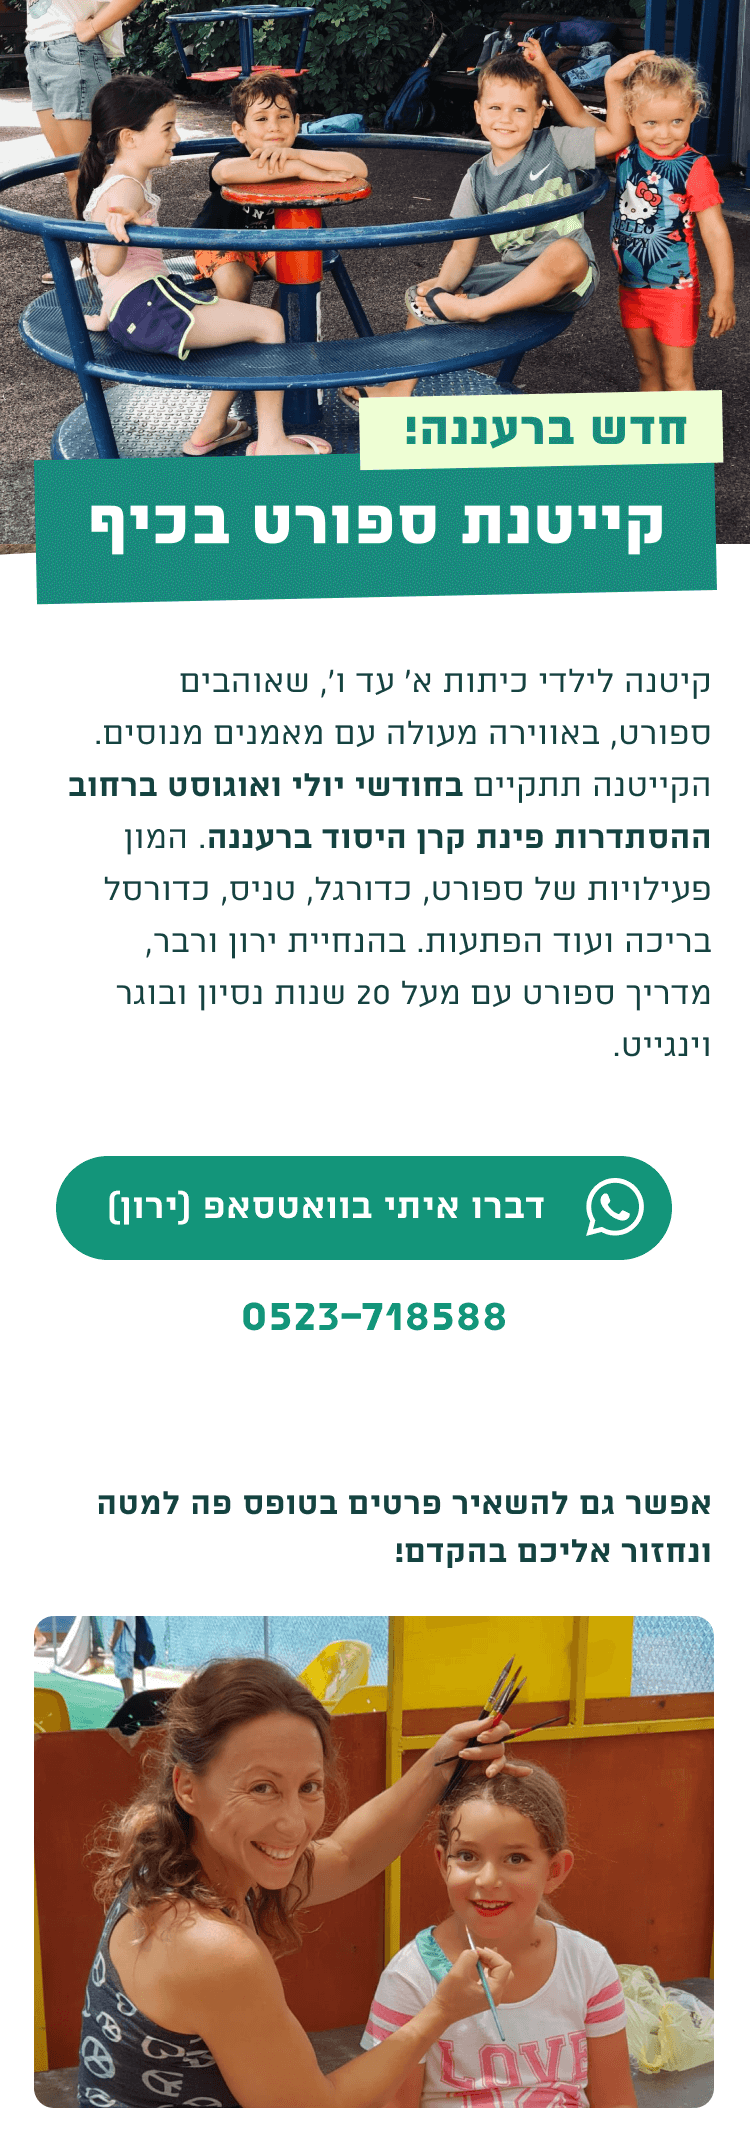 HELLO
חדש ברעננה!
קייטנת ספורט בכיף
קיטנה לילדי כיתות א' עד ו', שאוהבים
ספורט, באווירה מעולה עם מאמנים מנוסים.
הקייטנה תתקיים בחודשי יולי ואוגוסט ברחוב
ההסתדרות פינת קרן היסוד ברעננה. המון
פעילויות של ספורט, כדורגל, טניס, כדורסל
בריכה ועוד הפתעות. בהנחיית ירון ורבר,
מדריך ספורט עם מעל 20 שנות נסיון ובוגר
וינגייט.
דברו איתי בוואטסאפ (ירון)
0523-718588
אפשר גם להשאיר פרטים בטופס פה למטה
ונחזור אליכם בהקדם!
LOVE